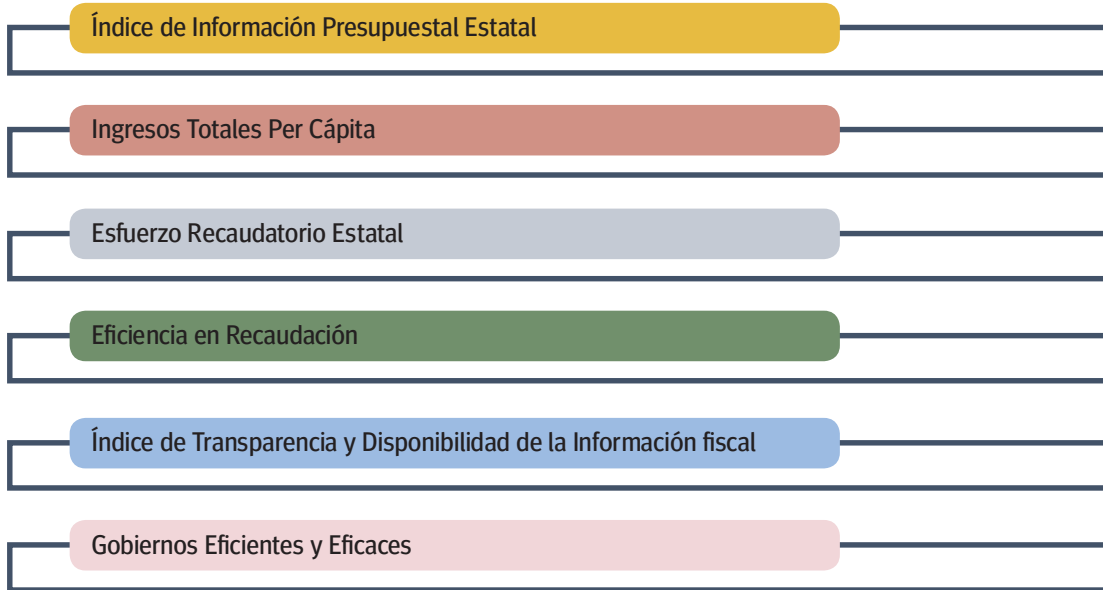 Índice de Información Presupuestal Estatal
Ingresos Totales Per Cápita
Esfuerzo Recaudatorio Estatal
Eficiencia en Recaudación
Índice de Transparencia y Disponibilidad de la Información fiscal
Gobiernos Eficientes y Eficaces